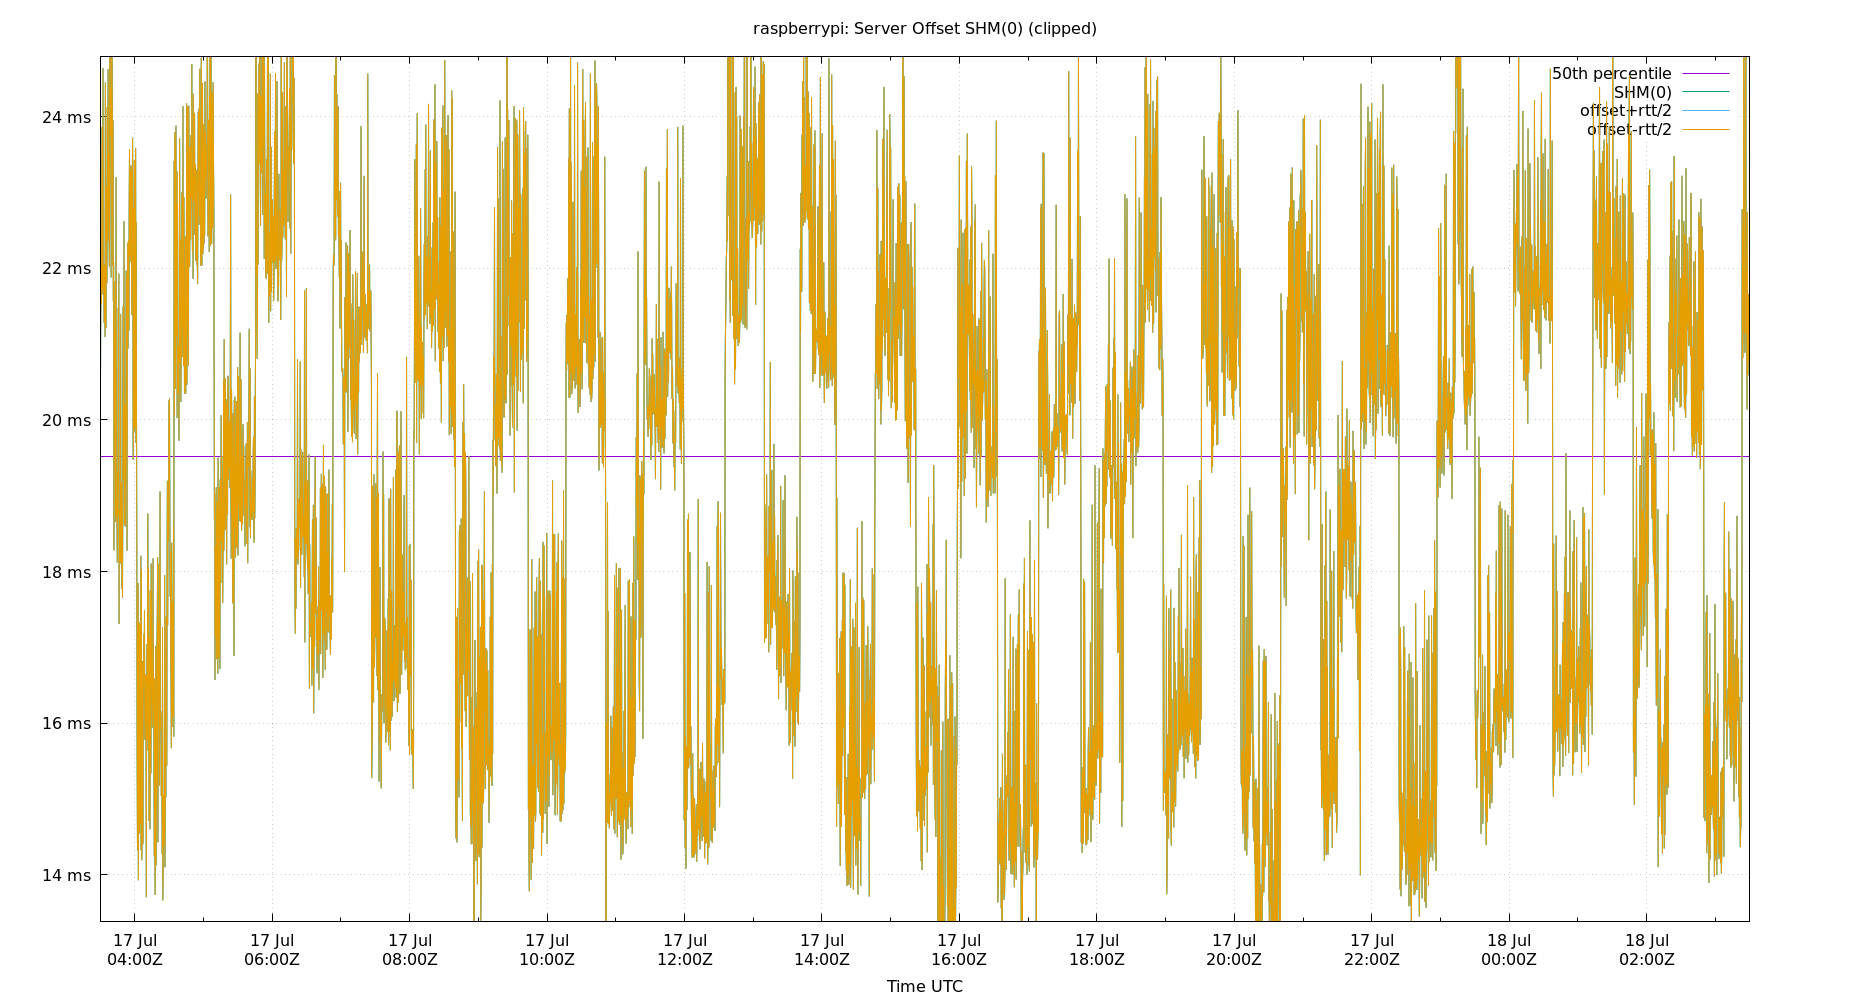 raspberrypi: Server Offset SHM(0) (clipped)
50th percentile
SHM(0)
offset+rtt/2
offset-rtt/2
24 ms
22 ms
20 ms
18 ms
16 ms
14 ms
17 Jul 17 Jul 17 Jul 17 Jul 17 Jul 17 Jul 17 Jul 17 Jul 17 Jul 17 Jul 18 Jul 18 Jul
04:00Z 06:00Z 08:00Z 10:00Z 12:00Z 14:00Z 16:00Z 18:00Z 20:00Z 22:00Z 00:00Z 02:00Z
Time UTC